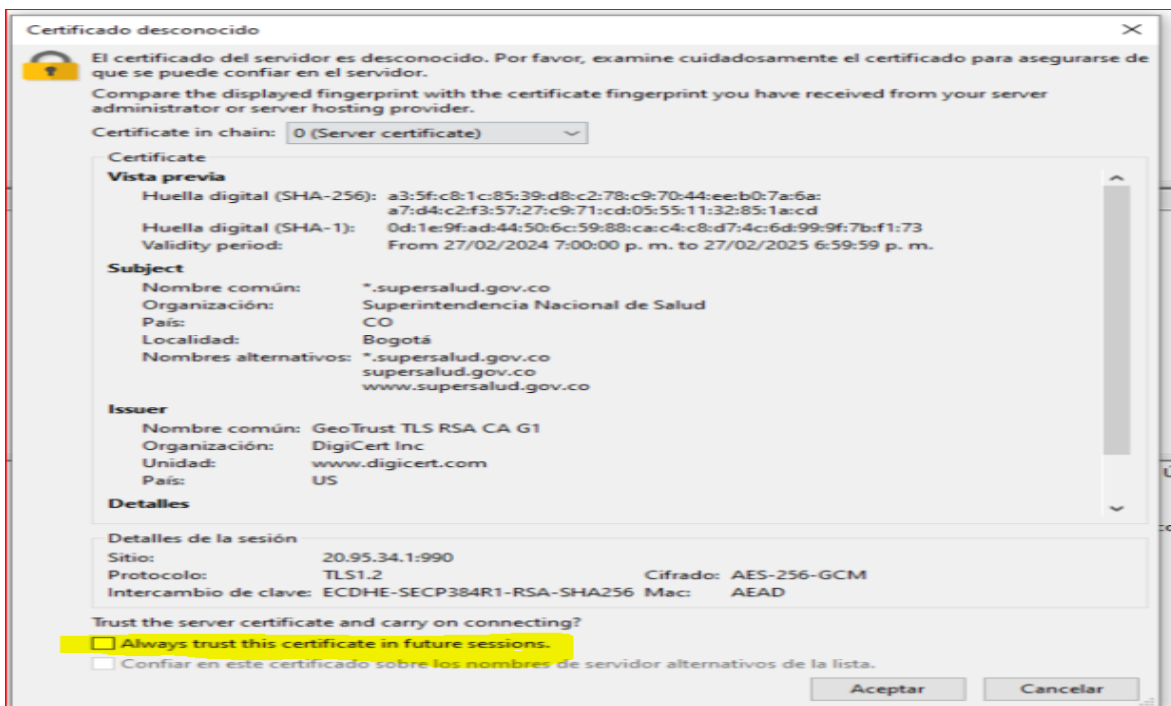 Certificado desconocido
El certificado del servidor es desconocido. Por favor, examine cuidadosamente el certificado para asegurarse de
que se puede confiar en el servidor.
Compare the displayed fingerprint with the certificate fingerprint you have received from your server
administrator or server hosting provider.
Certificate in chain: 0 (Server certificate)
Certificate
Vista previa
Huella digital (SHA-256): a3:5f:c8:1c:85:39:d8:c2:78:c9:70:44:ee:b0:7a:6a:
a7:d4:c2:f3:57:27:c9:71:cd:05:55:11:32:85:1a:cd
Huella digital (SHA-1): 0d:1e:9f:ad:44:50:6c:59:88:ca:c4:c8:d7:4c:6d:99:9f:7b:f1:73
Validity period: From 27/02/2024 7:00:00 p. m. to 27/02/2025 6:59:59 p. m.
Subject
Nombre común: *.supersalud.gov.co
Organización: Superintendencia Nacional de Salud
País: CO
Localidad: Bogotá
Nombres alternativos: *.supersalud.gov.co
supersalud.gov.co
www.supersalud.gov.co
Issuer
Nombre común: GeoTrust TLS RSA CA G1
Organización: DigiCert Inc
Unidad: www.digicert.com
País: US
Detalles
Detalles de la sesión
Sitio: 20.95.34.1:990
Protocolo: TLS1.2 Cifrado: AES-256-GCM
Intercambio de clave: ECDHE-SECP384R1-RSA-SHA256 Mac: AEAD
Trust the server certificate and carry on connecting?
Always trust this certificate in future sessions.
Confiar en este certificado sobre los nombres de servidor alternativos de la lista.
Aceptar Cancelar